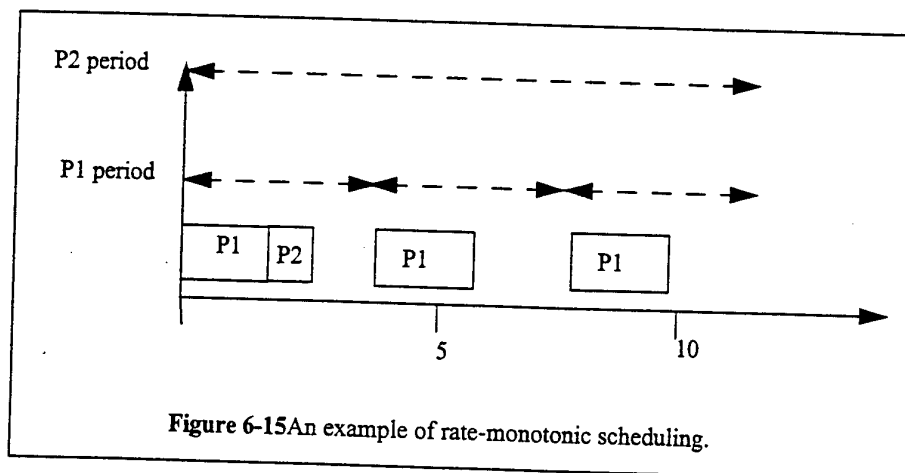 P2 period
P1 period
P1 P2 P1 P1
5 10
Figure 6-15An example of rate-monotonic scheduling.